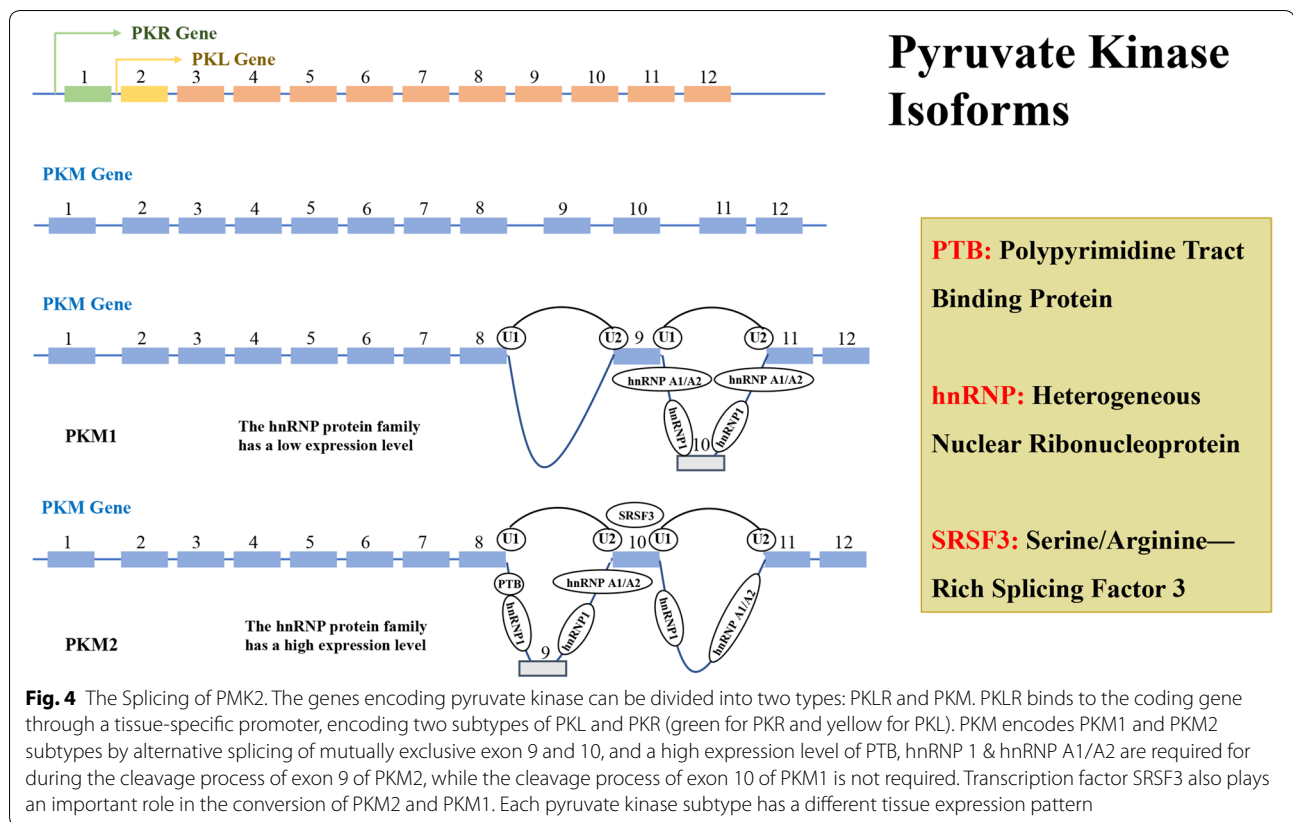 PKR Gene
PKL Gene
1 2 3 4 5 6 7 8 9 10 11 12
Pyruvate Kinase
Isoforms
PKM Gene
1 2 3 4 5 6 7 8 9 10 11 12
PKM Gene
1 2 3 4 5 6 7 8 U1 U2 9 U1 U2 11 12
hnRNP A1/A2 hnRNP A1/A2
hnRNP1 hnRNP1
10
PKM1
The hnRNP protein family
has a low expression level
PKM Gene
SRSF3
1 2 3 4 5 6 7 8 U1 U2 10 U1 U2 11 12
PTB hnRNP A1/A2
hnRNP1 hnRNP1 hnRNP1 hnRNP A1/A2
9
PKM2
The hnRNP protein family
has a high expression level
PTB: Polypyrimidine Tract
Binding Protein
hnRNP: Heterogeneous
Nuclear Ribonucleoprotein
SRSF3: Serine/Arginine—
Rich Splicing Factor 3
Fig. 4 The Splicing of PMK2. The genes encoding pyruvate kinase can be divided into two types: PKLR and PKM. PKLR binds to the coding gene
through a tissue-specific promoter, encoding two subtypes of PKL and PKR (green for PKR and yellow for PKL). PKM encodes PKM1 and PKM2
subtypes by alternative splicing of mutually exclusive exon 9 and 10, and a high expression level of PTB, hnRNP 1 & hnRNP A1/A2 are required for
during the cleavage process of exon 9 of PKM2, while the cleavage process of exon 10 of PKM1 is not required. Transcription factor SRSF3 also plays
an important role in the conversion of PKM2 and PKM1. Each pyruvate kinase subtype has a different tissue expression pattern